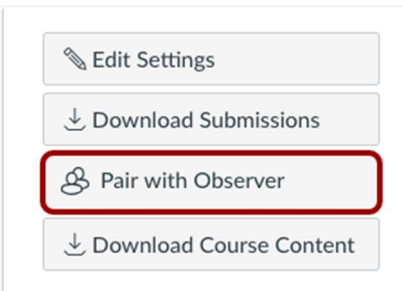 Edit Settings
Download Submissions
Pair with Observer
Download Course Content